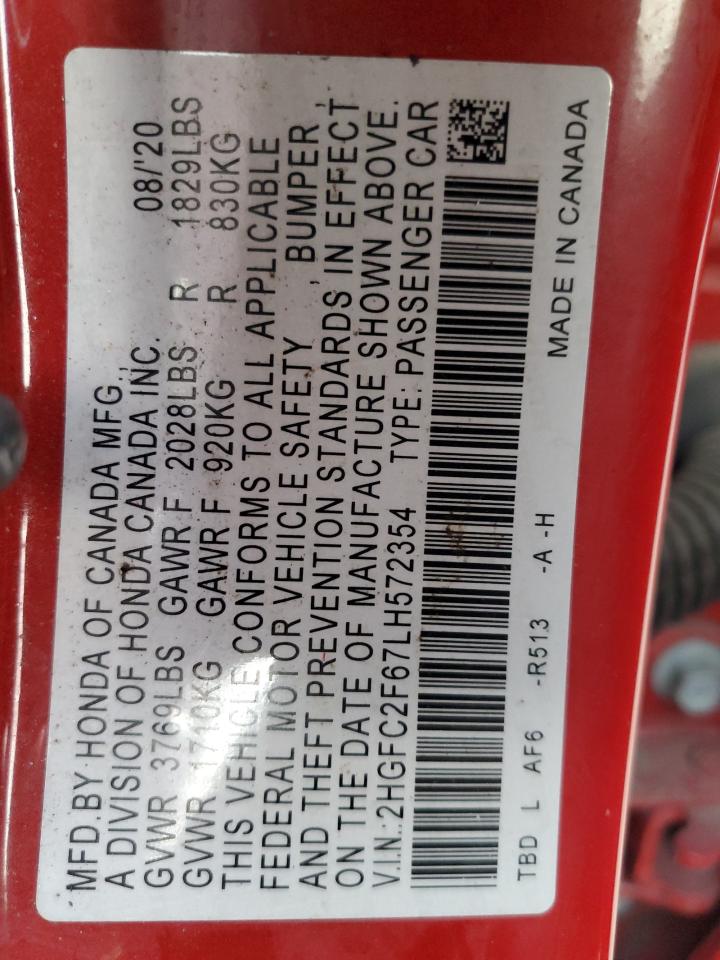 MFD.BY HONDA OF CANADA MFG., 08/'20
A DIVISION OF HONDA CANADA INC.
GVWR 3769LBS GAWR F 2028LBS R 1829LBS
GVWR 1710KG GAWR F 920KG R 830KG
THIS VEHICLE CONFORMS TO ALL APPLICABLE
FEDERAL MOTOR VEHICLE SAFETY, BUMPER,
AND THEFT PREVENTION STANDARDS IN EFFECT
ON THE DATE OF MANUFACTURE SHOWN ABOVE.
V.I.N.:2HGFC2F67LH572354 TYPE: PASSENGER CAR
TBD L AF6 -R513 -A -H
MADE IN CANADA